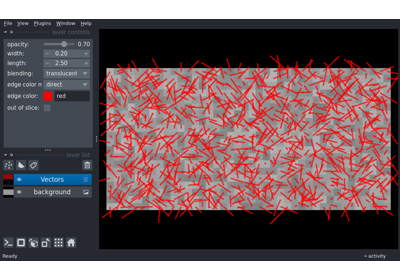 File View Plugins Window Help
layer controls
opacity: 0.70
width: 0.20
length: 2.50
blending: translucent
edge color m direct
edge color: red
out of slice:
layer list
Vectors
background
Ready
activity